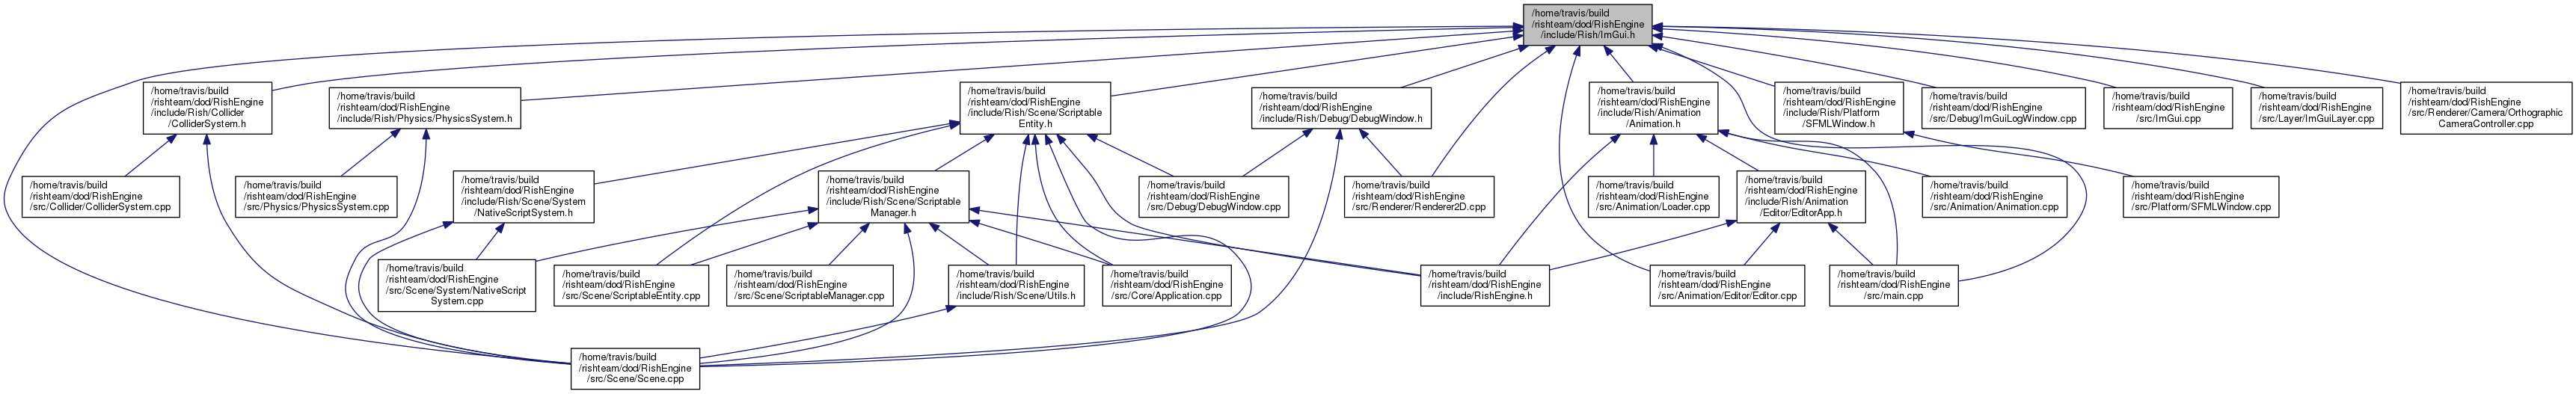 /home/travis/build
/rishteam/dod/RishEngine
/include/Rish/ImGui.h
/home/travis/build
/rishteam/dod/RishEngine
/include/Rish/Collider
/ColliderSystem.h
/home/travis/build
/rishteam/dod/RishEngine
/include/Rish/Physics/PhysicsSystem.h
/home/travis/build
/rishteam/dod/RishEngine
/include/Rish/Scene/Scriptable
Entity.h
/home/travis/build
/rishteam/dod/RishEngine
/include/Rish/Debug/DebugWindow.h
/home/travis/build
/rishteam/dod/RishEngine
/include/Rish/Animation
/Animation.h
/home/travis/build
/rishteam/dod/RishEngine
/include/Rish/Platform
/SFMLWindow.h
/home/travis/build
/rishteam/dod/RishEngine
/src/Debug/ImGuiLogWindow.cpp
/home/travis/build
/rishteam/dod/RishEngine
/src/ImGui.cpp
/home/travis/build
/rishteam/dod/RishEngine
/src/Layer/ImGuiLayer.cpp
/home/travis/build
/rishteam/dod/RishEngine
/src/Renderer/Camera/Orthographic
CameraController.cpp
/home/travis/build
/rishteam/dod/RishEngine
/src/Collider/ColliderSystem.cpp
/home/travis/build
/rishteam/dod/RishEngine
/src/Physics/PhysicsSystem.cpp
/home/travis/build
/rishteam/dod/RishEngine
/include/Rish/Scene/System
/NativeScriptSystem.h
/home/travis/build
/rishteam/dod/RishEngine
/include/Rish/Scene/Scriptable
Manager.h
/home/travis/build
/rishteam/dod/RishEngine
/src/Debug/DebugWindow.cpp
/home/travis/build
/rishteam/dod/RishEngine
/src/Renderer/Renderer2D.cpp
/home/travis/build
/rishteam/dod/RishEngine
/src/Animation/Loader.cpp
/home/travis/build
/rishteam/dod/RishEngine
/include/Rish/Animation
/Editor/EditorApp.h
/home/travis/build
/rishteam/dod/RishEngine
/src/Animation/Animation.cpp
/home/travis/build
/rishteam/dod/RishEngine
/src/Platform/SFMLWindow.cpp
/home/travis/build
/rishteam/dod/RishEngine
/src/Scene/System/NativeScript
System.cpp
/home/travis/build
/rishteam/dod/RishEngine
/src/Scene/ScriptableEntity.cpp
/home/travis/build
/rishteam/dod/RishEngine
/src/Scene/ScriptableManager.cpp
/home/travis/build
/rishteam/dod/RishEngine
/include/Rish/Scene/Utils.h
/home/travis/build
/rishteam/dod/RishEngine
/src/Core/Application.cpp
/home/travis/build
/rishteam/dod/RishEngine
/include/RishEngine.h
/home/travis/build
/rishteam/dod/RishEngine
/src/Animation/Editor/Editor.cpp
/home/travis/build
/rishteam/dod/RishEngine
/src/main.cpp
/home/travis/build
/rishteam/dod/RishEngine
/src/Scene/Scene.cpp